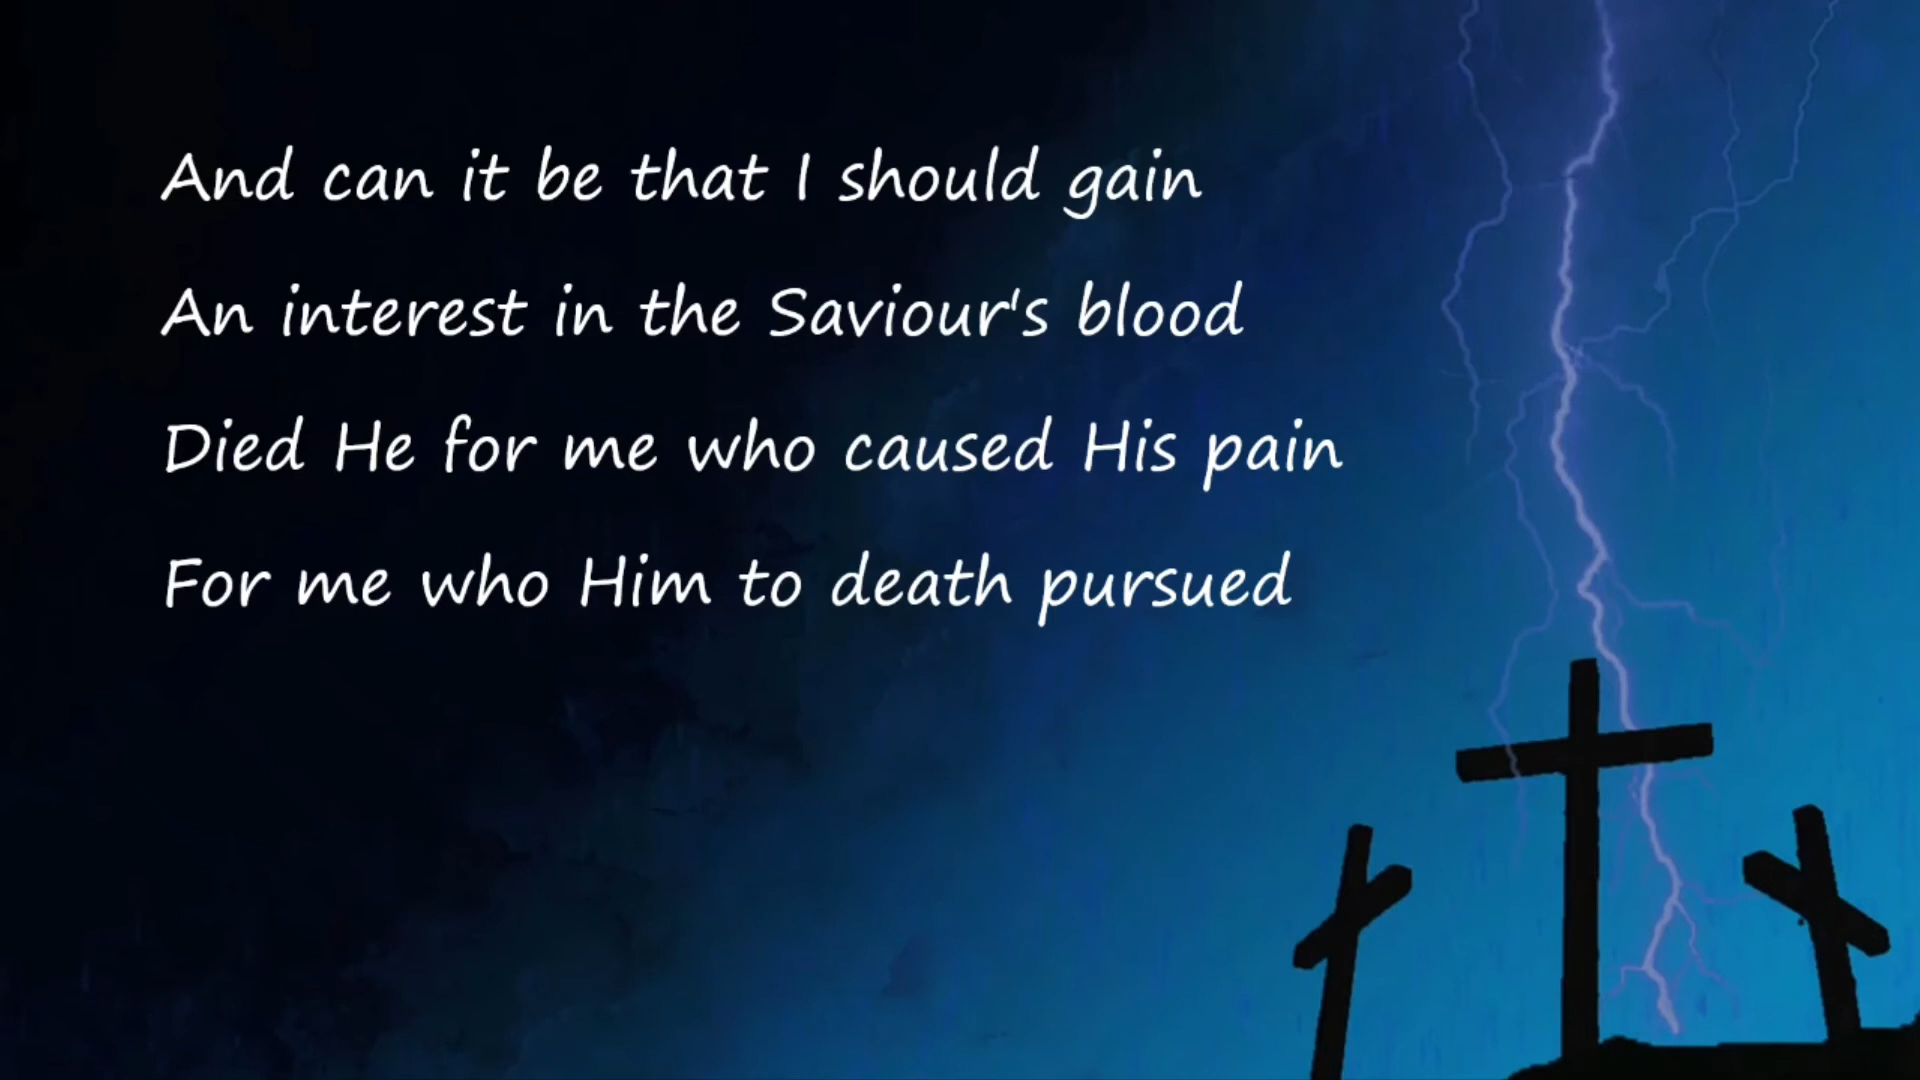 And can it be that I should gain
An interest in the Saviour's blood
Died He for me who caused His pain
For me who Him to death pursued